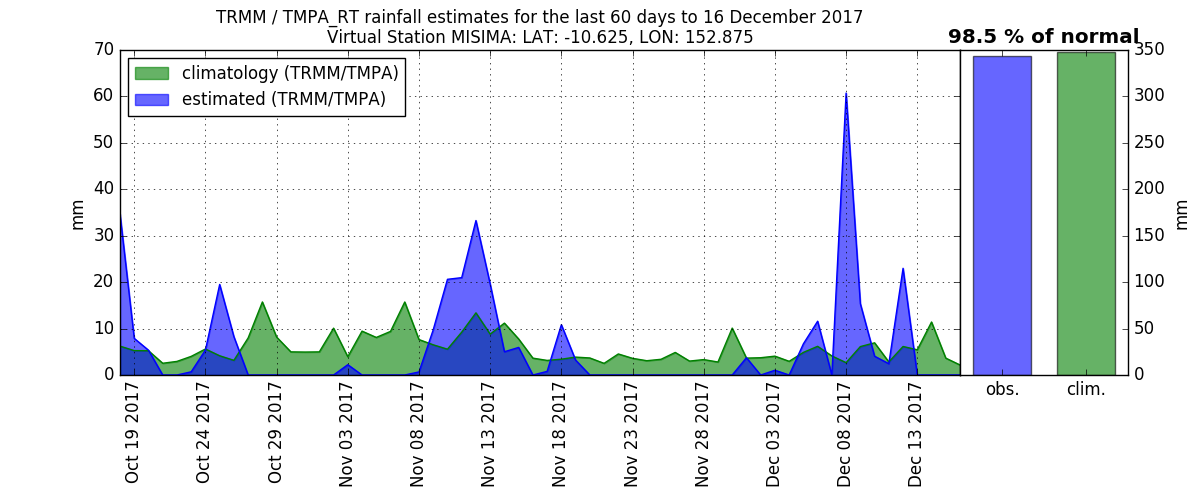 TRMM / TMPA_RT rainfall estimates for the last 60 days to 16 December 2017
Virtual Station MISIMA: LAT: -10.625, LON: 152.875
98.5 % of normal
climatology (TRMM/TMPA)
estimated (TRMM/TMPA)
70
60
50
40
30
20
10
0
mm
Oct 19 2017
Oct 24 2017
Oct 29 2017
Nov 03 2017
Nov 08 2017
Nov 13 2017
Nov 18 2017
Nov 23 2017
Nov 28 2017
Dec 03 2017
Dec 08 2017
Dec 13 2017
obs.
clim.
350
300
250
200
150
100
50
0
mm